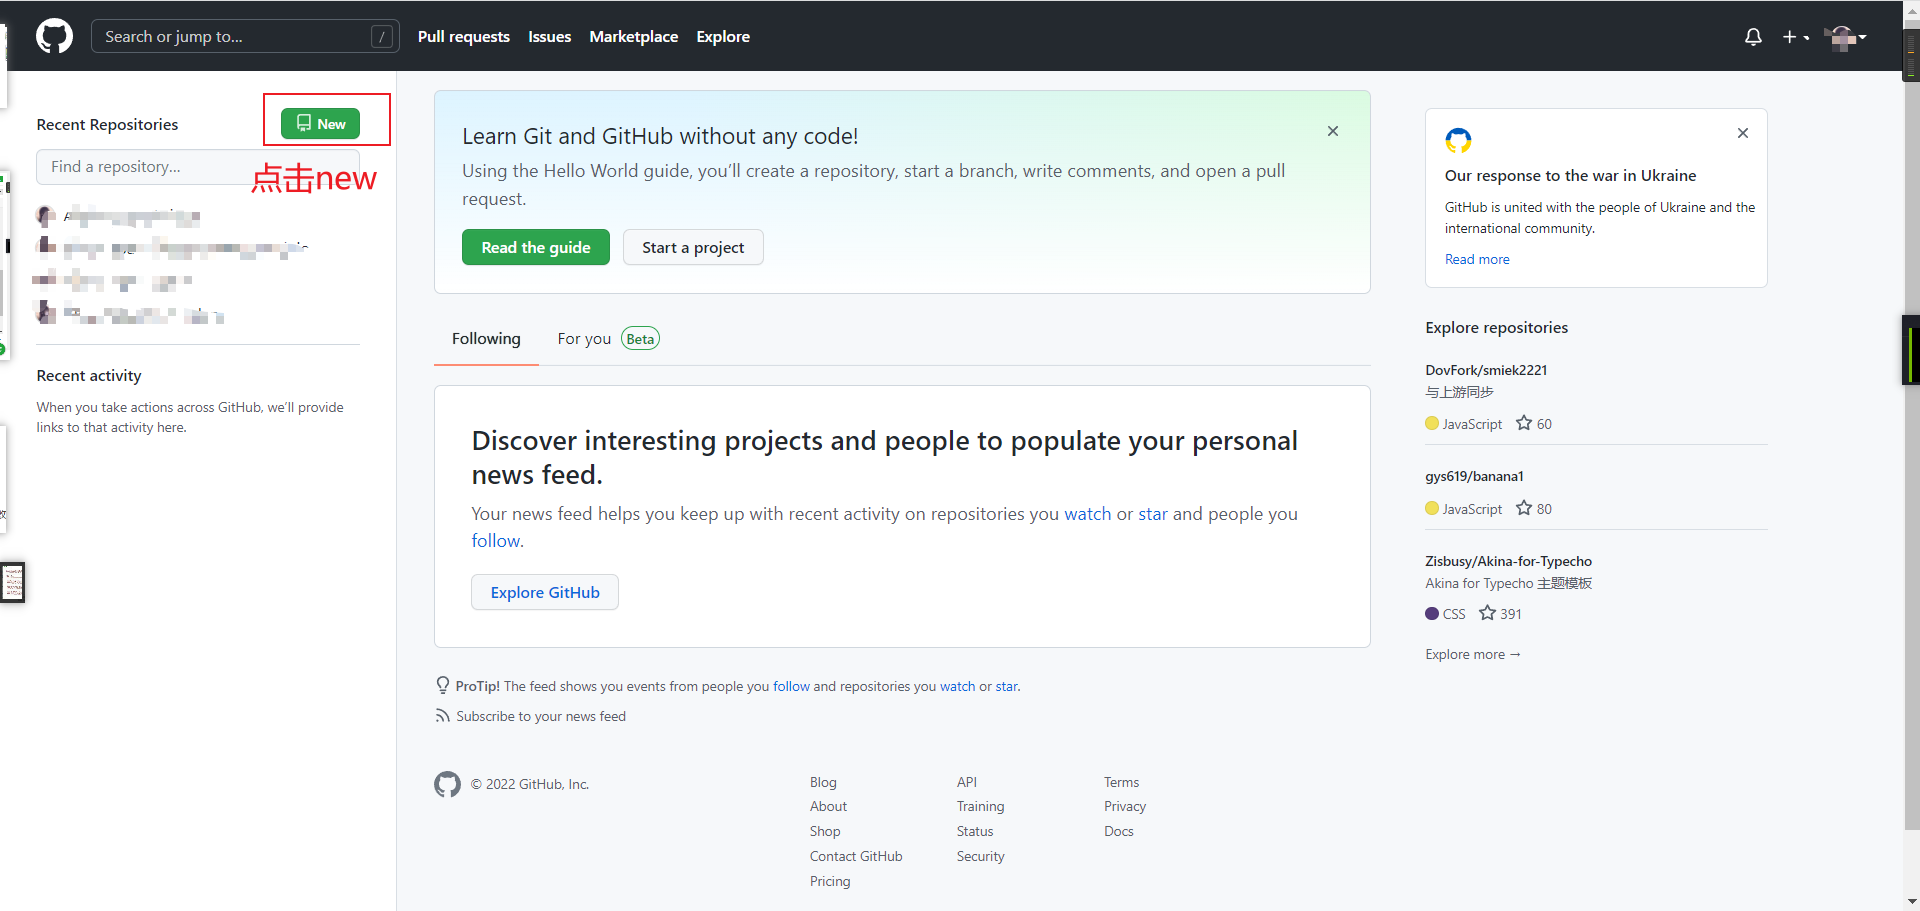 Search or jump to...
/
Pull requests
Issues
Marketplace
Explore
Recent Repositories
New
Find a repository...
点击new
Recent activity
When you take actions across GitHub, we'll provide
links to that activity here.
Learn Git and GitHub without any code!
Using the Hello World guide, you'll create a repository, start a branch, write comments, and open a pull
request.
Read the guide
Start a project
Following
For you
Beta
Discover interesting projects and people to populate your personal
news feed.
Your news feed helps you keep up with recent activity on repositories you watch or star and people you
follow.
Explore GitHub
ProTip! The feed shows you events from people you follow and repositories you watch or star.
Subscribe to your news feed
Our response to the war in Ukraine
GitHub is united with the people of Ukraine and the
international community.
Read more
Explore repositories
DovFork/smiek2221
与上游同步
JavaScript
60
gys619/banana1
JavaScript
80
Zisbusy/Akina-for-Typecho
Akina for Typecho 主题模板
CSS
391
Explore more →
© 2022 GitHub, Inc.
Blog
About
Shop
Contact GitHub
Pricing
API
Training
Status
Security
Terms
Privacy
Docs